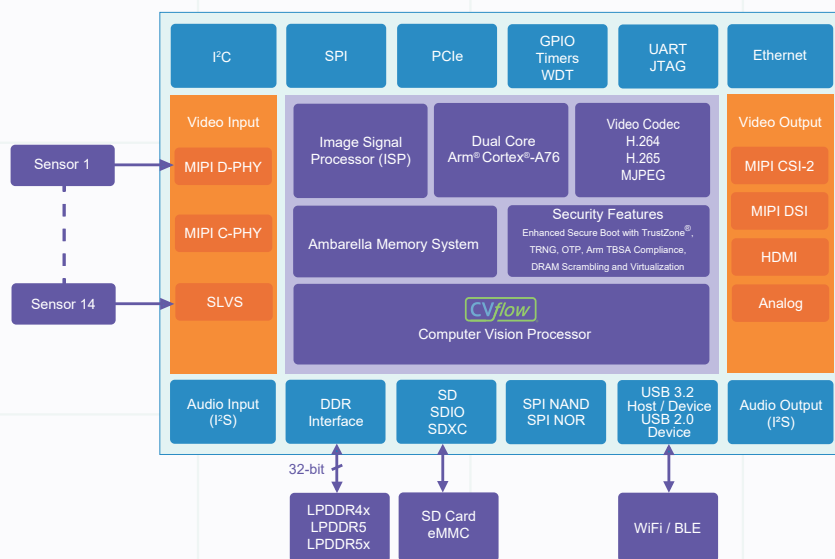 I²C
SPI
PCIe
GPIO
Timers
WDT
UART
JTAG
Ethernet
Video Input
MIPI D-PHY
MIPI C-PHY
SLVS
Sensor 1
Sensor 14
Image Signal
Processor (ISP)
Dual Core
Arm® Cortex®-A76
Video Codec
H.264
H.265
MJPEG
Ambarella Memory System
Security Features
Enhanced Secure Boot with TrustZone®,
TRNG, OTP, Arm TBSA Compliance,
DRAM Scrambling and Virtualization
CVflow
Computer Vision Processor
Video Output
MIPI CSI-2
MIPI DSI
HDMI
Analog
Audio Input
(I²S)
DDR
Interface
SD
SDIO
SDXC
SPI NAND
SPI NOR
USB 3.2
Host / Device
USB 2.0
Device
Audio Output
(I²S)
32-bit
LPDDR4x
LPDDR5
LPDDR5x
SD Card
eMMC
WiFi / BLE